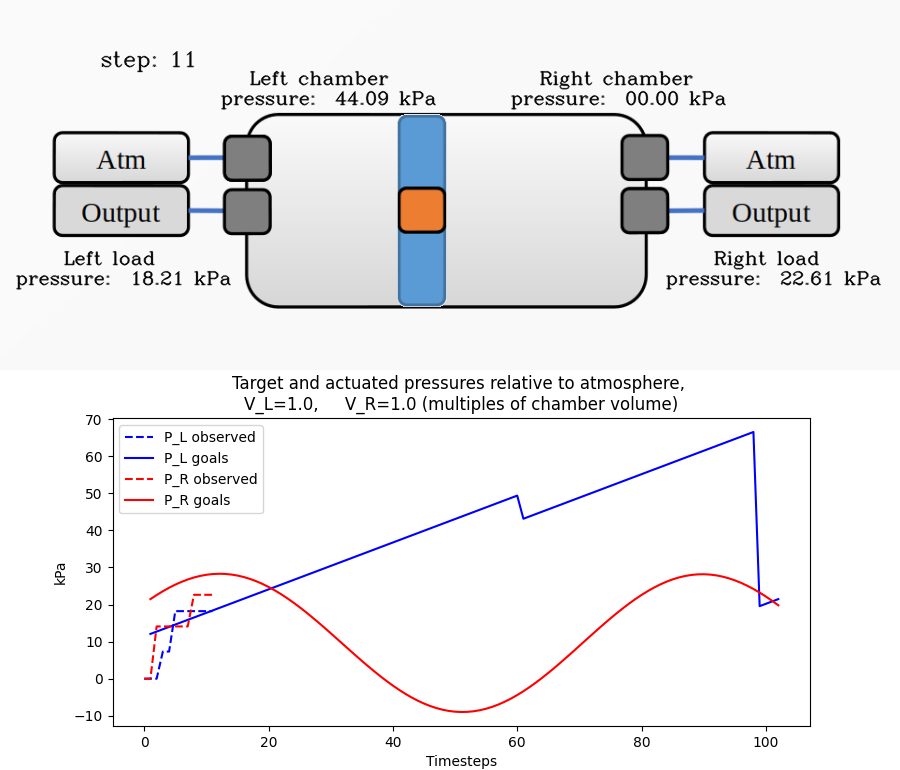 step: 11
Left chamber
pressure: 44.09 kPa
Right chamber
pressure: 00.00 kPa
Atm
Output
Atm
Output
Left load
pressure: 18.21 kPa
Right load
pressure: 22.61 kPa
Target and actuated pressures relative to atmosphere,
V_L=1.0, V_R=1.0 (multiples of chamber volume)
P_L observed
P_L goals
P_R observed
P_R goals
70
60
50
40
30
20
10
0
−10
kPa
0 20 40 60 80 100
Timesteps